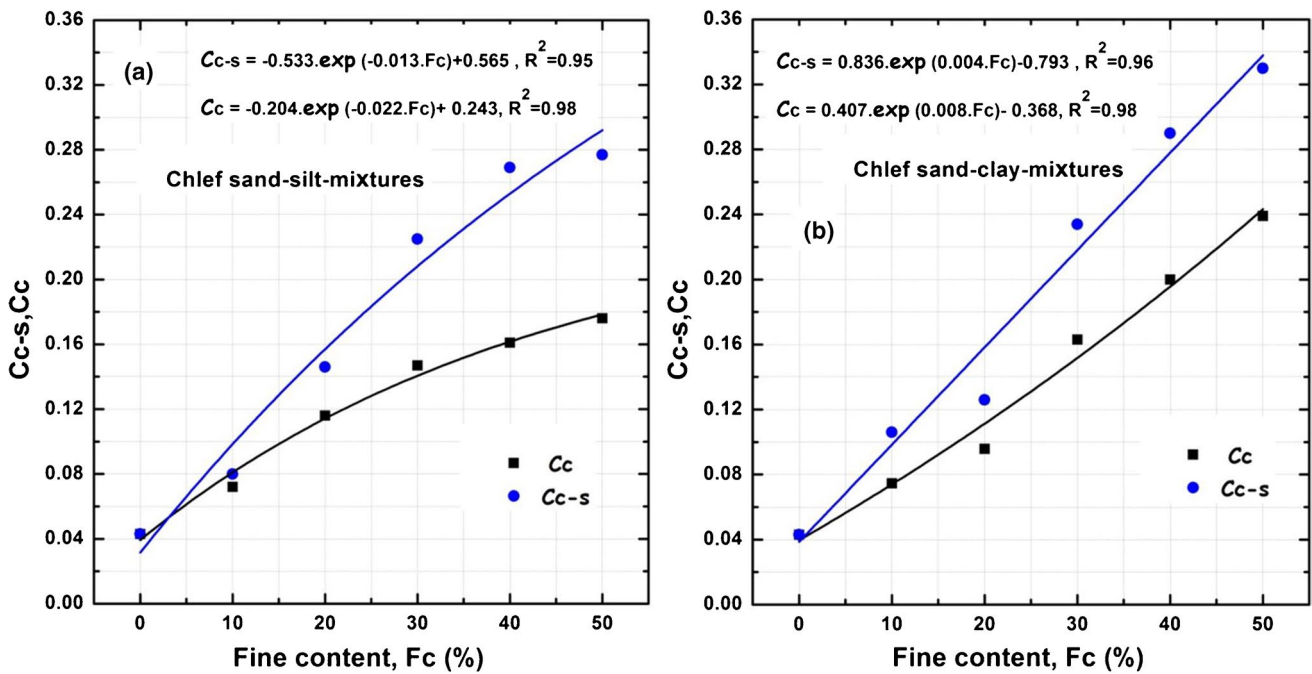 (a)
Cc-s = -0.533.exp (-0.013.Fc)+0.565 , R²=0.95
Cc = -0.204.exp (-0.022.Fc)+ 0.243, R²=0.98
Chlef sand-silt-mixtures
Cc-s,Cc
0.36
0.32
0.28
0.24
0.20
0.16
0.12
0.08
0.04
0.00
Cc
Cc-s
0 10 20 30 40 50
Fine content, Fc (%)
Cc-s = 0.836.exp (0.004.Fc)-0.793 , R²=0.96
Cc = 0.407.exp (0.008.Fc)- 0.368, R²=0.98
Chlef sand-clay-mixtures
(b)
Cc-s,Cc
0.36
0.32
0.28
0.24
0.20
0.16
0.12
0.08
0.04
0.00
Cc
Cc-s
0 10 20 30 40 50
Fine content, Fc (%)